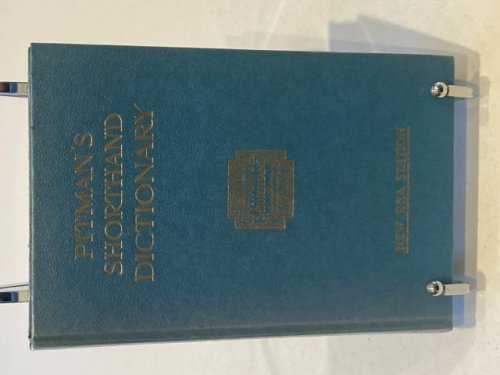 PITMAN'S
SHORTHAND
DICTIONARY
NEW ERA EDITION